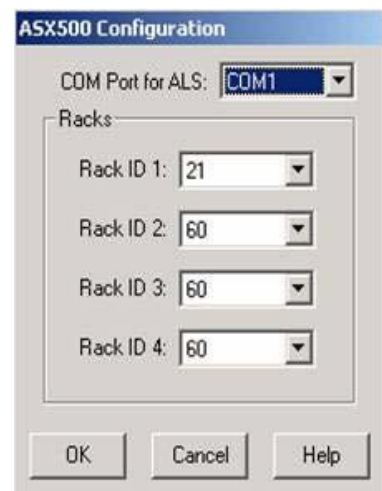 ASX500 Configuration
COM Port for ALS: COM1
Racks
Rack ID 1: 21
Rack ID 2: 60
Rack ID 3: 60
Rack ID 4: 60
OK Cancel Help